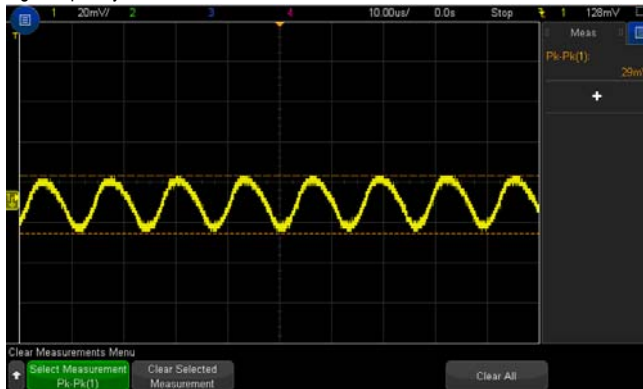 1 20mV/ 2 3 4 10.00us/ 0.0s Stop 1 128mV
T
Meas
Pk-Pk(1):
29mV
+
Clear Measurements Menu
Select Measurement
Pk-Pk(1)
Clear Selected
Measurement
Clear All